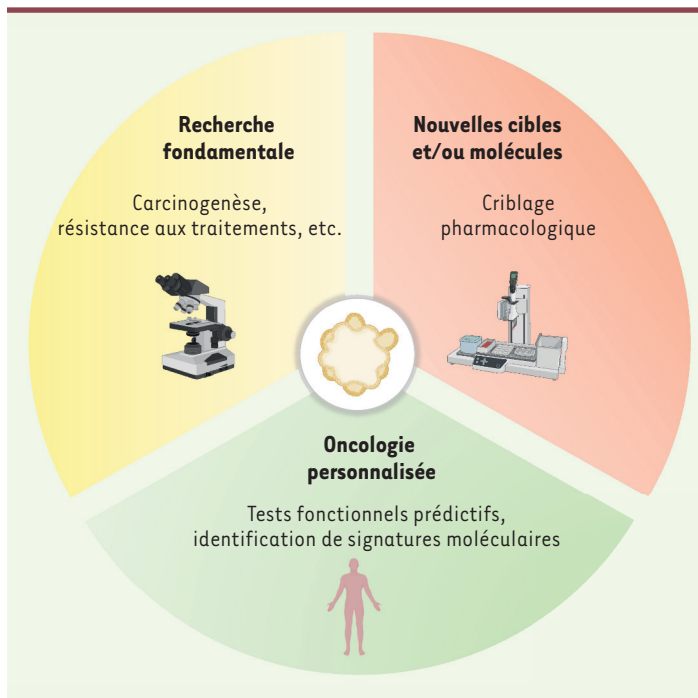 Recherche
fondamentale
Carcinogenèse,
résistance aux traitements, etc.
Nouvelles cibles
et/ou molécules
Criblage
pharmacologique
Oncologie
personnalisée
Tests fonctionnels prédictifs,
identification de signatures moléculaires